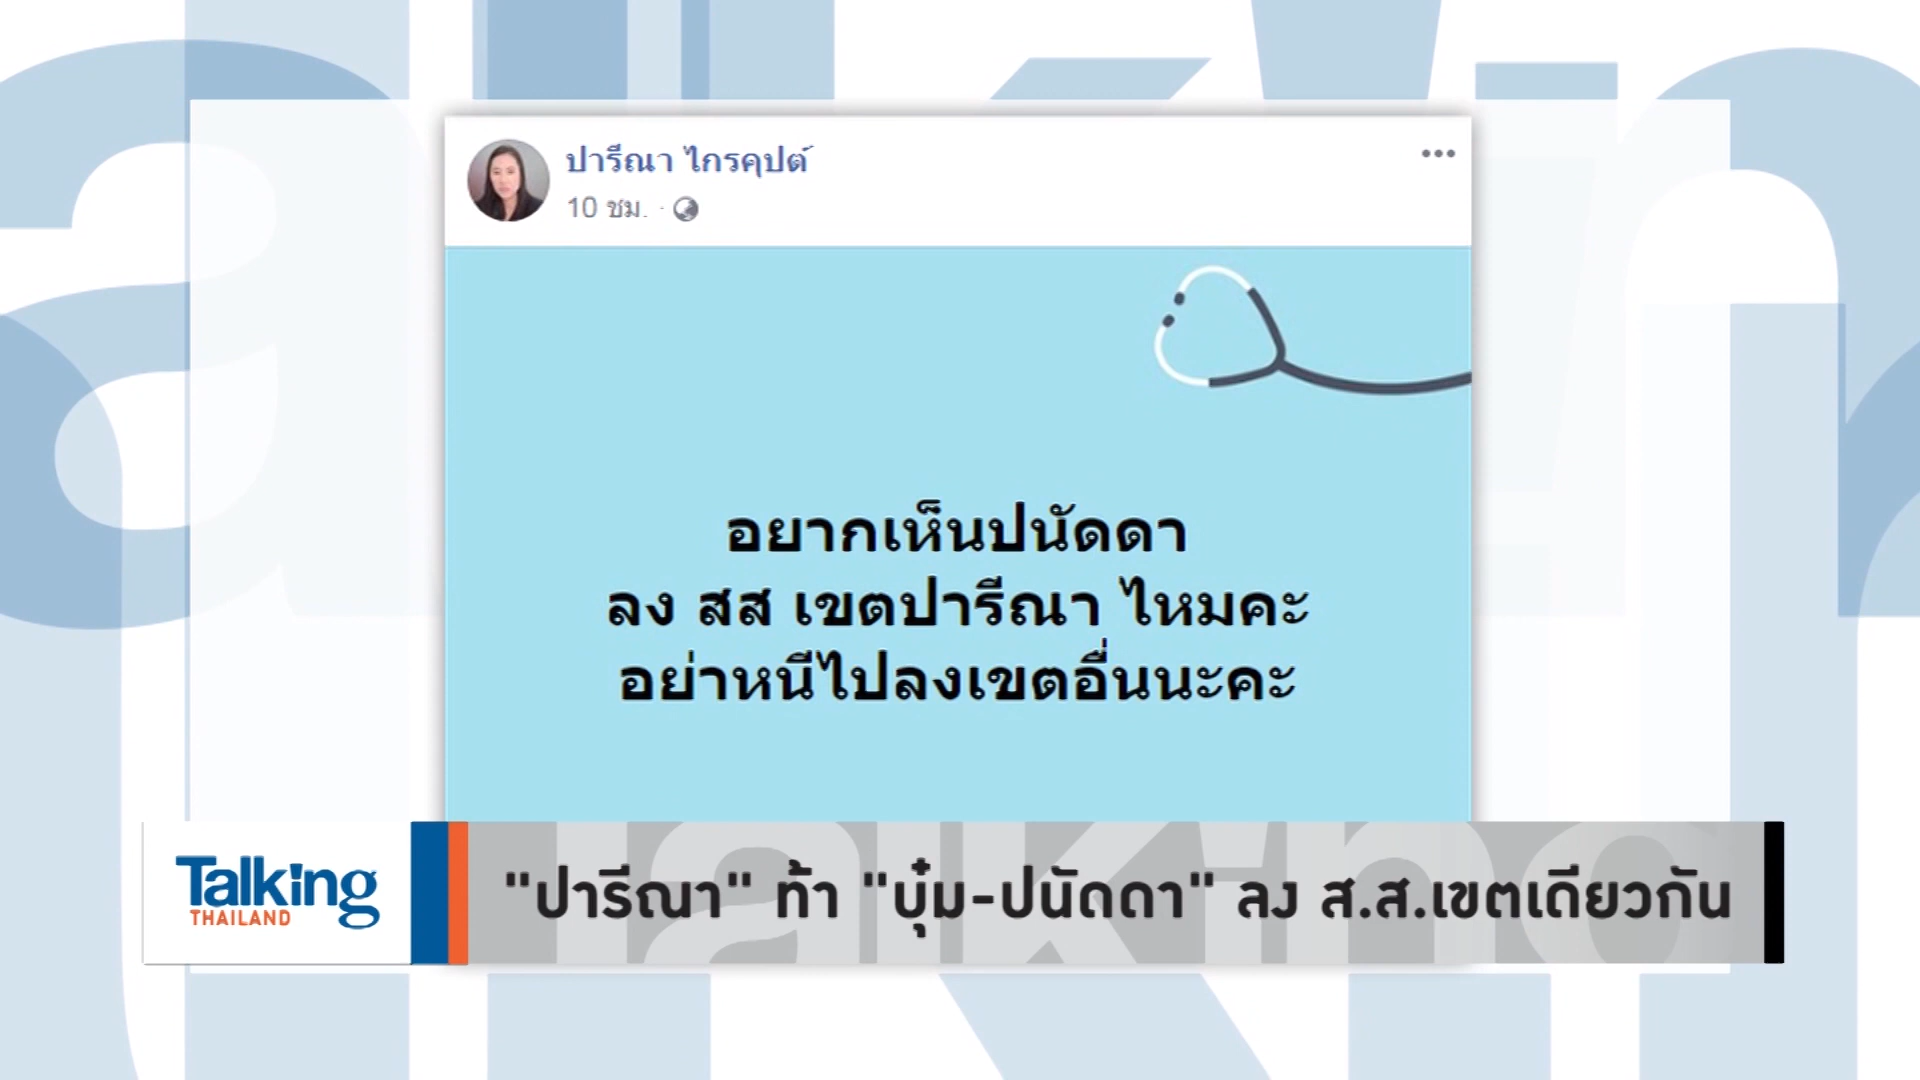 ปารีณา ไกรคุปต์
10 ชม. ·
อยากเห็นปนัดดา
ลง สส เขตปารีณา ไหมคะ
อย่าหนีไปลงเขตอื่นนะคะ
Talking
THAILAND
"ปารีณา" ท้า "บุ๋ม-ปนัดดา" ลง ส.ส.เขตเดียวกัน